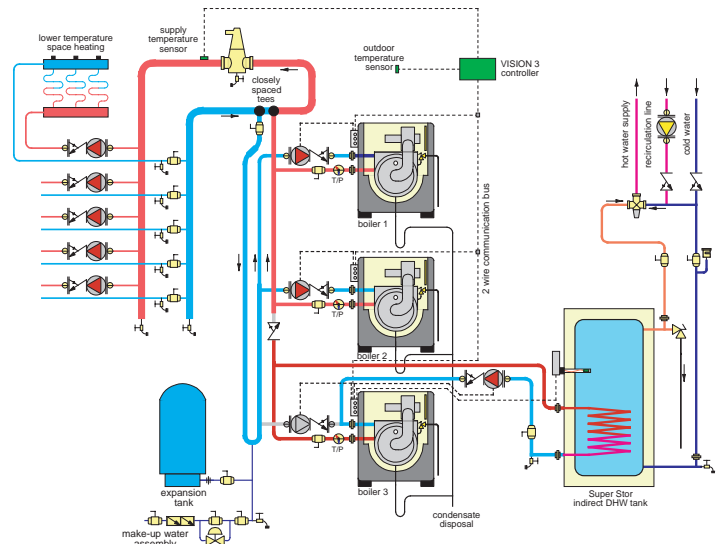 lower temperature
space heating
supply temperature
sensor
closely
spaced
tees
outdoor
temperature
sensor
VISION 3
controller
hot water supply
recirculation line
cold water
2 wire communication bus
T/P
boiler 1
T/P
boiler 2
T/P
boiler 3
expansion
tank
make-up water
assembly
condensate
disposal
Super Stor
indirect DHW tank